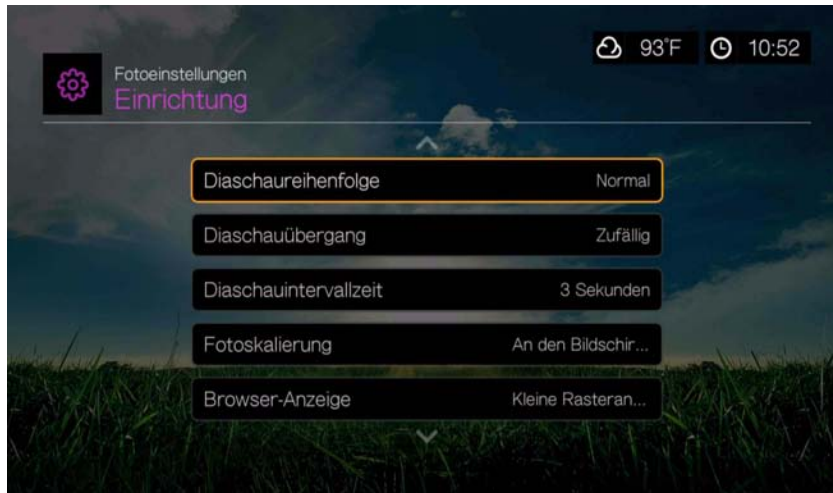 93°F 10:52
Fotoeinstellungen
Einrichtung
Diaschaureihenfolge Normal
Diaschauübergang Zufällig
Diaschauintervallzeit 3 Sekunden
Fotoskalierung An den Bildschir...
Browser-Anzeige Kleine Rasteran...